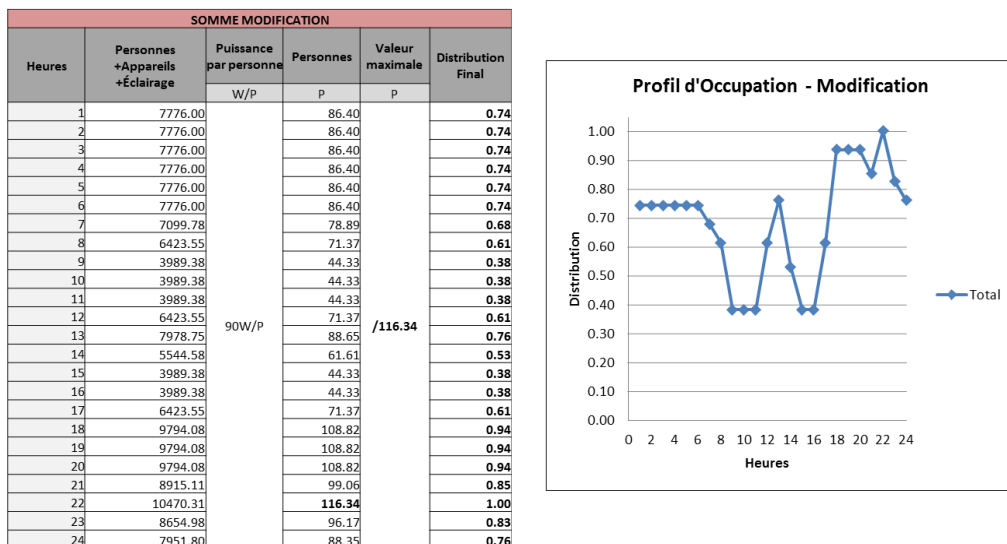 SOMME MODIFICATION
Heures Personnes +Appareils +Éclairage Puissance par personne Personnes Valeur maximale Distribution Final
W/P P P
1 7776.00 86.40 0.74
2 7776.00 86.40 0.74
3 7776.00 86.40 0.74
4 7776.00 86.40 0.74
5 7776.00 86.40 0.74
6 7776.00 86.40 0.74
7 7099.78 78.89 0.68
8 6423.55 71.37 0.61
9 3989.38 44.33 0.38
10 3989.38 44.33 0.38
11 3989.38 44.33 0.38
12 6423.55 71.37 0.61
90W/P /116.34
13 7978.75 88.65 0.76
14 5544.58 61.61 0.53
15 3989.38 44.33 0.38
16 3989.38 44.33 0.38
17 6423.55 71.37 0.61
18 9794.08 108.82 0.94
19 9794.08 108.82 0.94
20 9794.08 108.82 0.94
21 8915.11 99.06 0.85
22 10470.31 116.34 1.00
23 8654.98 96.17 0.83
24 7951.80 88.35 0.76
Profil d'Occupation - Modification
1.00
0.90
0.80
0.70
0.60
0.50
0.40
0.30
0.20
0.10
0.00
Distribution
0 2 4 6 8 10 12 14 16 18 20 22 24
Heures
Total